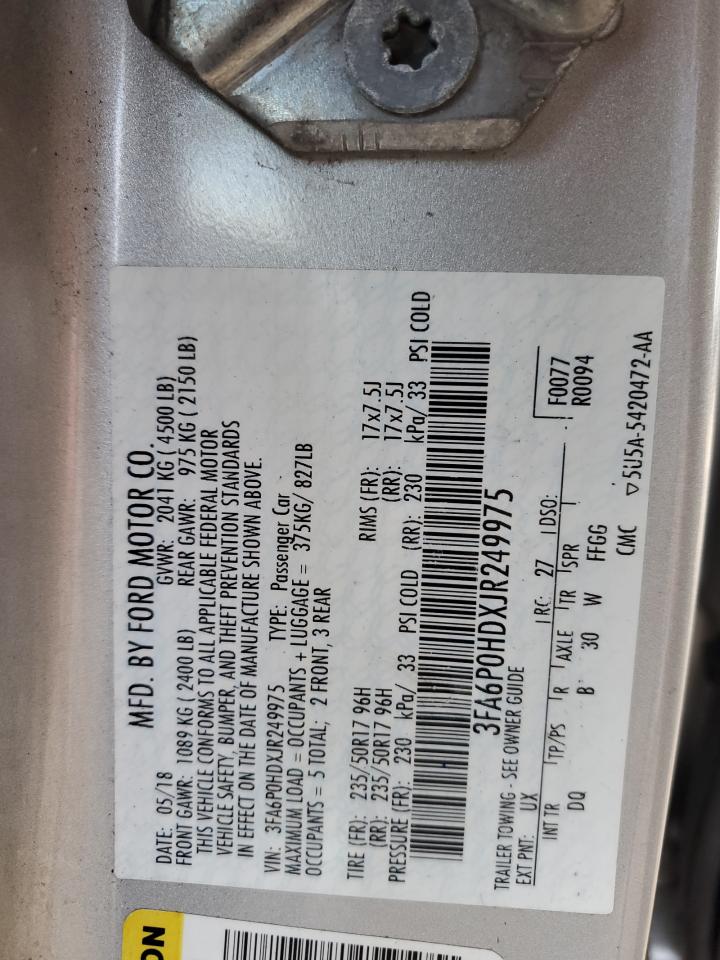 MFD. BY FORD MOTOR CO.
DATE: 05/18 GVWR: 2041 KG ( 4500 LB)
FRONT GAWR: 1089 KG ( 2400 LB) REAR GAWR: 975 KG ( 2150 LB)
THIS VEHICLE CONFORMS TO ALL APPLICABLE FEDERAL MOTOR
VEHICLE SAFETY, BUMPER, AND THEFT PREVENTION STANDARDS
IN EFFECT ON THE DATE OF MANUFACTURE SHOWN ABOVE.
VIN: 3FA6P0HDXJR249975 TYPE: Passenger Car
MAXIMUM LOAD = OCCUPANTS + LUGGAGE = 375KG/ 827LB
OCCUPANTS = 5 TOTAL; 2 FRONT, 3 REAR
TIRE (FR): 235/50R17 96H RIMS (FR): 17x7.5J
(RR): 235/50R17 96H (RR): 17x7.5J
PRESSURE (FR): 230 kPa/ 33 PSI COLD (RR): 230 kPa/ 33 PSI COLD
3FA6P0HDXJR249975
TRAILER TOWING - SEE OWNER GUIDE
EXT PNT: UX RC: 27 DSO: F0077
R0094
INT TR TP/PS R AXLE TR SPR
DQ B 30 W FFGG
CMC ▽5U5A-5420472-AA
ON